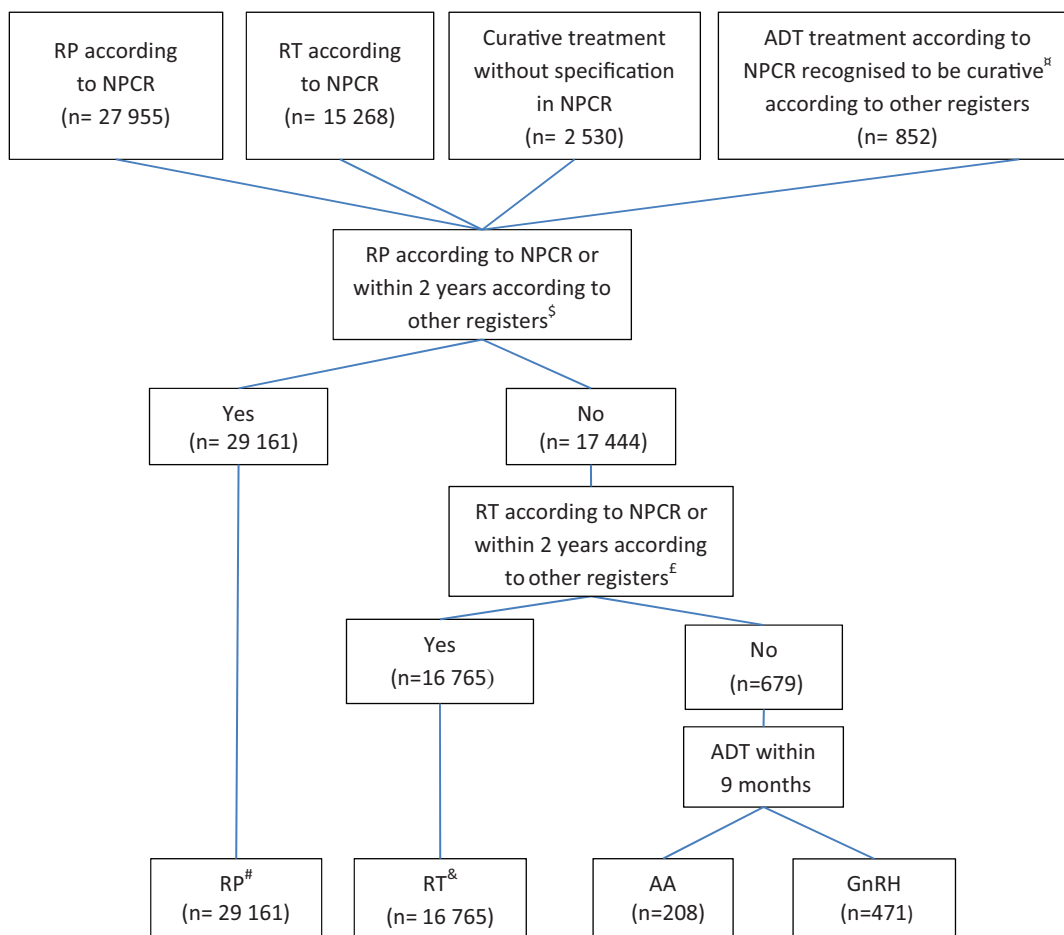 RP according
to NPCR
(n= 27 955)
RT according
to NPCR
(n= 15 268)
Curative treatment
without specification
in NPCR
(n= 2 530)
ADT treatment according to
NPCR recognised to be curative¤
according to other registers
(n= 852)
RP according to NPCR or
within 2 years according to
other registers$
Yes
(n= 29 161)
No
(n= 17 444)
RT according to NPCR or
within 2 years according
to other registers£
Yes
(n=16 765)
No
(n=679)
ADT within
9 months
RP#
(n= 29 161)
RT&
(n= 16 765)
AA
(n=208)
GnRH
(n=471)